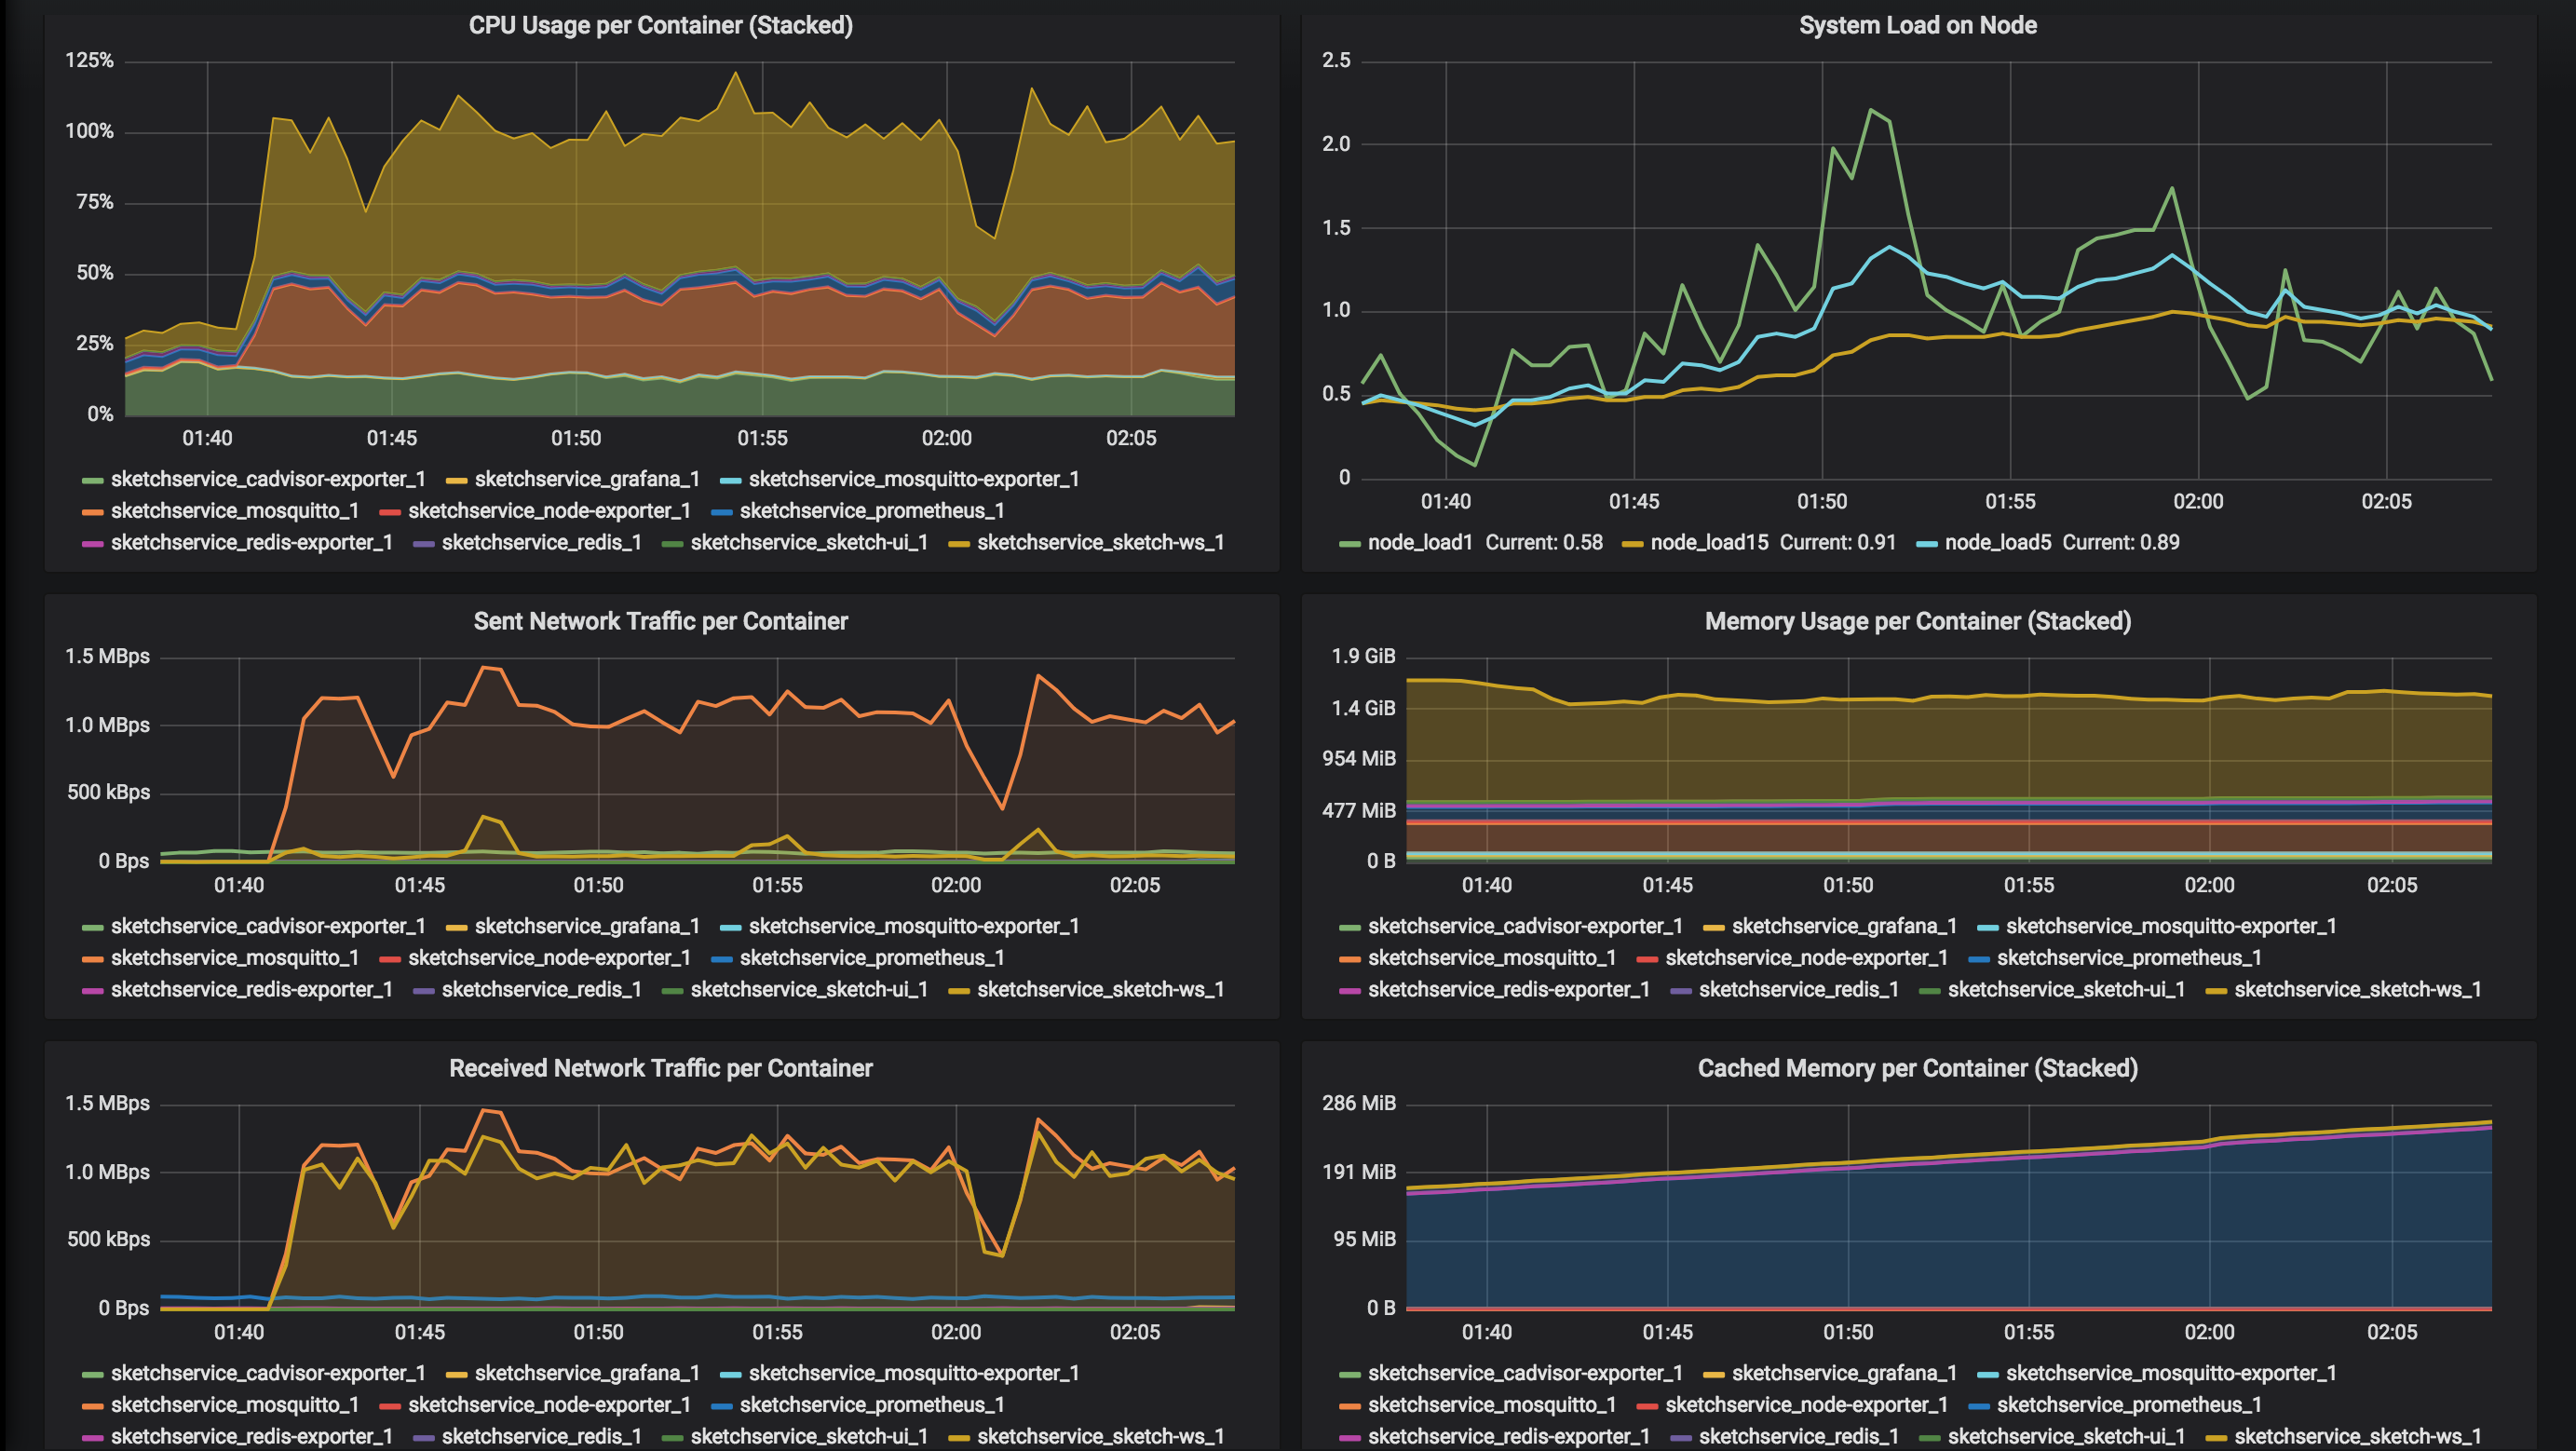 CPU Usage per Container (Stacked)
125%
100%
75%
50%
25%
0%
01:40 01:45 01:50 01:55 02:00 02:05
sketchservice_cadvisor-exporter_1 sketchservice_grafana_1 sketchservice_mosquitto-exporter_1
sketchservice_mosquitto_1 sketchservice_node-exporter_1 sketchservice_prometheus_1
sketchservice_redis-exporter_1 sketchservice_redis_1 sketchservice_sketch-ui_1 sketchservice_sketch-ws_1
System Load on Node
2.5
2.0
1.5
1.0
0.5
0
01:40 01:45 01:50 01:55 02:00 02:05
node_load1 Current: 0.58 node_load15 Current: 0.91 node_load5 Current: 0.89
Sent Network Traffic per Container
1.5 MBps
1.0 MBps
500 kBps
0 Bps
01:40 01:45 01:50 01:55 02:00 02:05
sketchservice_cadvisor-exporter_1 sketchservice_grafana_1 sketchservice_mosquitto-exporter_1
sketchservice_mosquitto_1 sketchservice_node-exporter_1 sketchservice_prometheus_1
sketchservice_redis-exporter_1 sketchservice_redis_1 sketchservice_sketch-ui_1 sketchservice_sketch-ws_1
Memory Usage per Container (Stacked)
1.9 GiB
1.4 GiB
954 MiB
477 MiB
0 B
01:40 01:45 01:50 01:55 02:00 02:05
sketchservice_cadvisor-exporter_1 sketchservice_grafana_1 sketchservice_mosquitto-exporter_1
sketchservice_mosquitto_1 sketchservice_node-exporter_1 sketchservice_prometheus_1
sketchservice_redis-exporter_1 sketchservice_redis_1 sketchservice_sketch-ui_1 sketchservice_sketch-ws_1
Received Network Traffic per Container
1.5 MBps
1.0 MBps
500 kBps
0 Bps
01:40 01:45 01:50 01:55 02:00 02:05
sketchservice_cadvisor-exporter_1 sketchservice_grafana_1 sketchservice_mosquitto-exporter_1
sketchservice_mosquitto_1 sketchservice_node-exporter_1 sketchservice_prometheus_1
sketchservice_redis-exporter_1 sketchservice_redis_1 sketchservice_sketch-ui_1 sketchservice_sketch-ws_1
Cached Memory per Container (Stacked)
286 MiB
191 MiB
95 MiB
0 B
01:40 01:45 01:50 01:55 02:00 02:05
sketchservice_cadvisor-exporter_1 sketchservice_grafana_1 sketchservice_mosquitto-exporter_1
sketchservice_mosquitto_1 sketchservice_node-exporter_1 sketchservice_prometheus_1
sketchservice_redis-exporter_1 sketchservice_redis_1 sketchservice_sketch-ui_1 sketchservice_sketch-ws_1